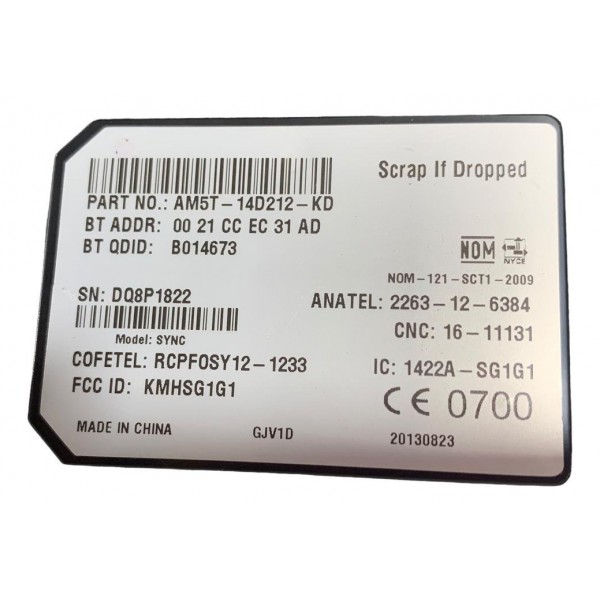 Scrap If Dropped
PART NO.: AM5T-14D212-KD
BT ADDR: 00 21 CC EC 31 AD
BT QDID: B014673
NOM NYCE
NOM-121-SCT1-2009
SN: DQ8P1822
ANATEL: 2263-12-6384
Model: SYNC
CNC: 16-11131
COFETEL: RCPFOSY12-1233
IC: 1422A-SG1G1
FCC ID: KMHSG1G1
CE 0700
MADE IN CHINA
GJV1D
20130823